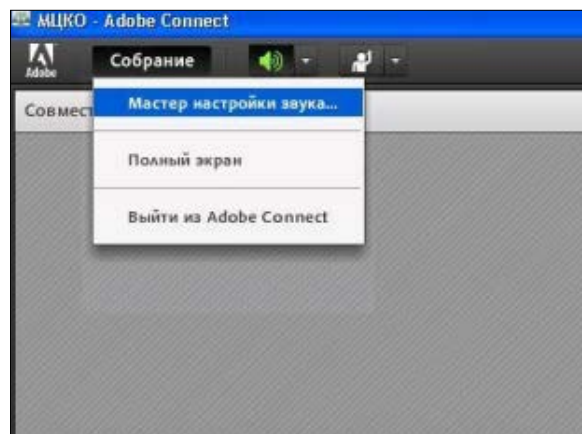 МЦКО - Adobe Connect
Adobe
Собрание
Совмест
Мастер настройки звука...
Полный экран
Выйти из Adobe Connect